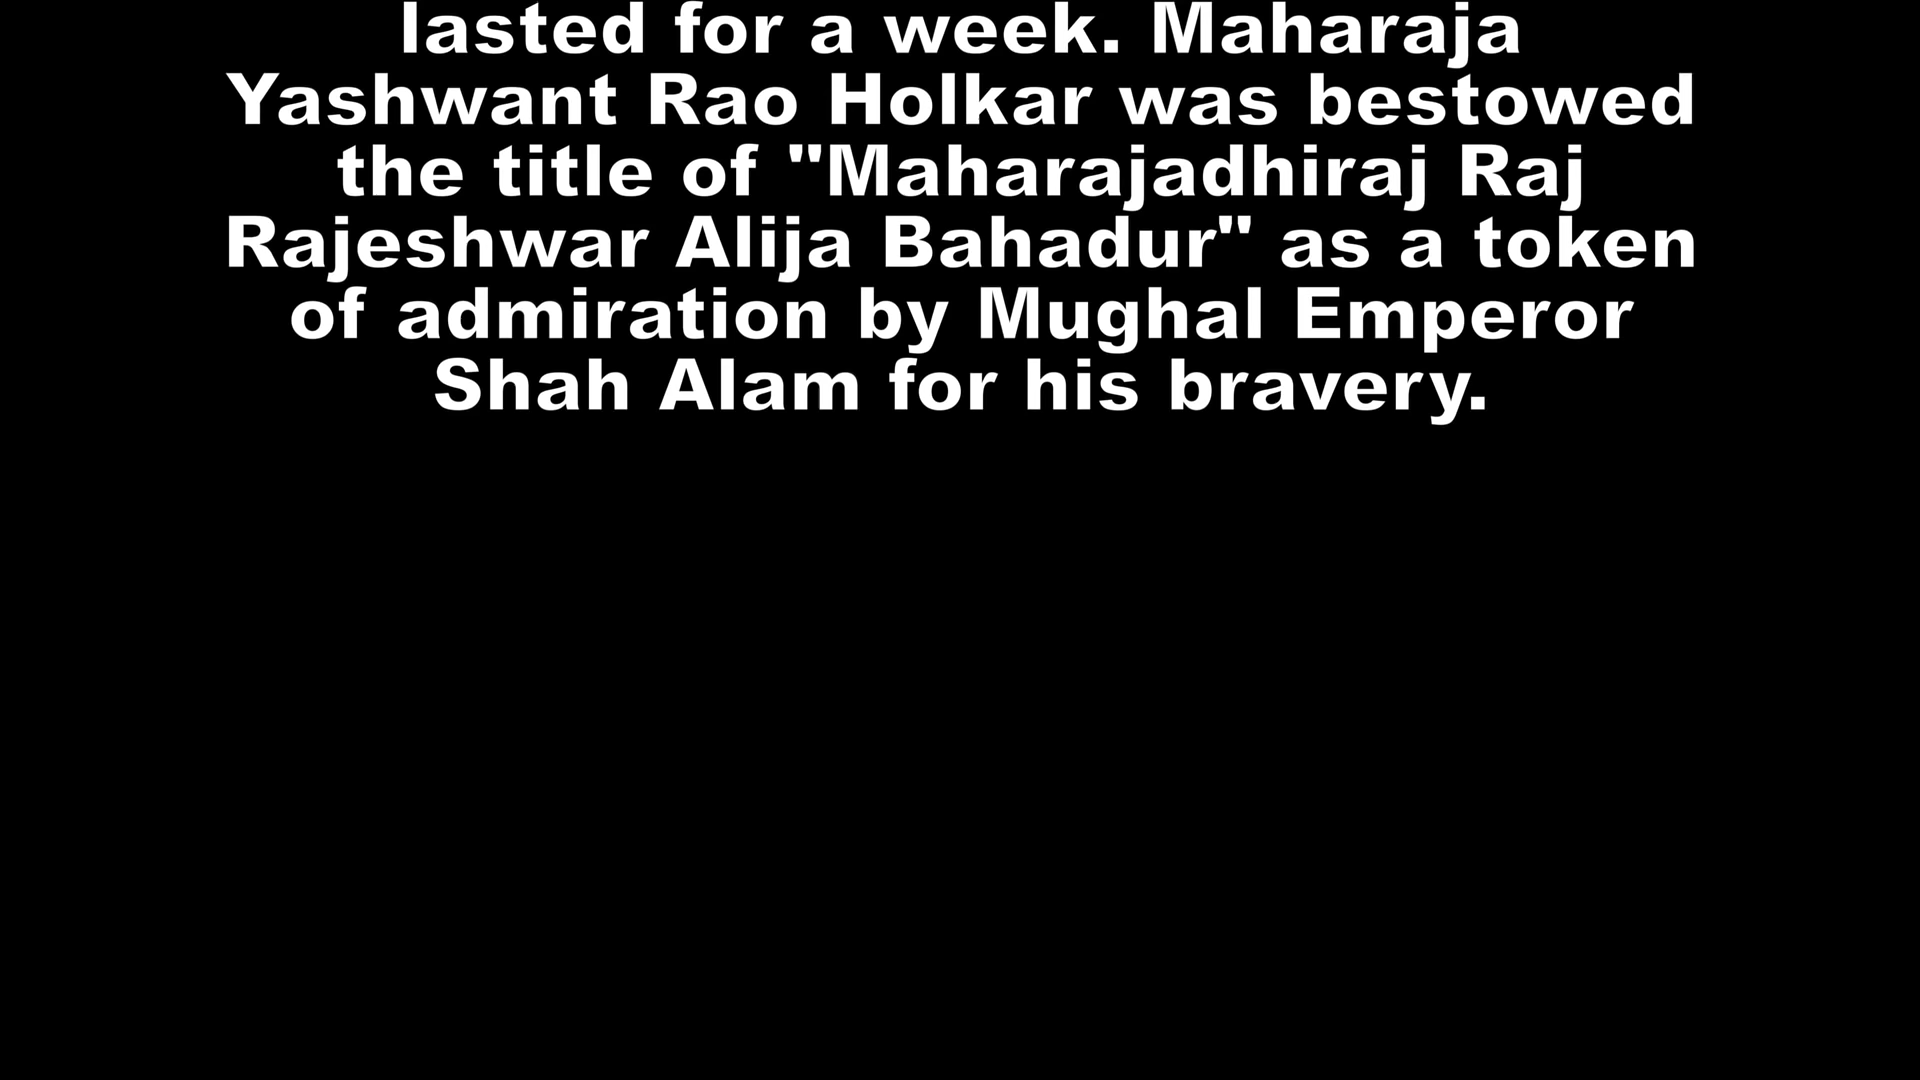 lasted for a week. Maharaja
Yashwant Rao Holkar was bestowed
the title of "Maharajadhiraj Raj
Rajeshwar Alija Bahadur" as a token
of admiration by Mughal Emperor
Shah Alam for his bravery.